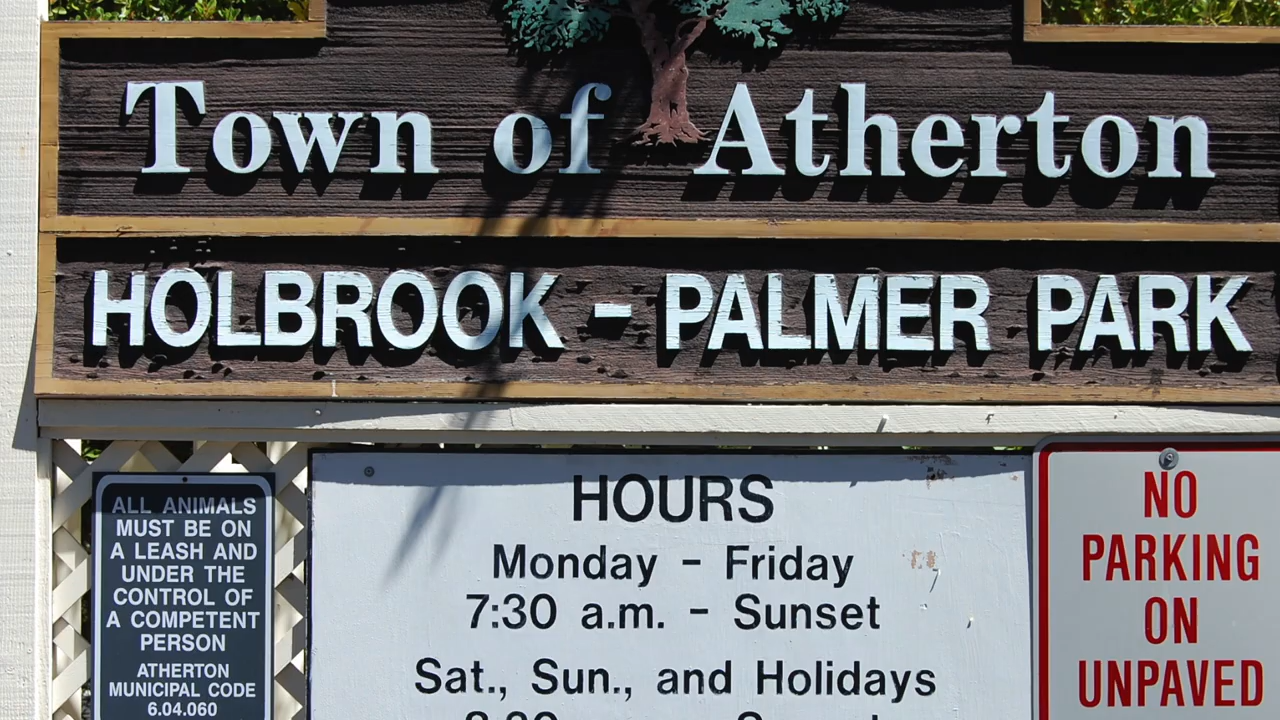 Town of Atherton
HOLBROOK - PALMER PARK
ALL ANIMALS
MUST BE ON
A LEASH AND
UNDER THE
CONTROL OF
A COMPETENT
PERSON
ATHERTON
MUNICIPAL CODE
6.04.060
HOURS
Monday - Friday
7:30 a.m. - Sunset
Sat., Sun., and Holidays
NO
PARKING
ON
UNPAVED